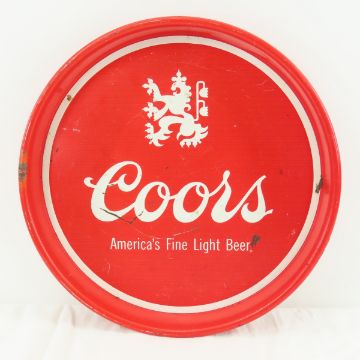 Coors
America's Fine Light Beer.